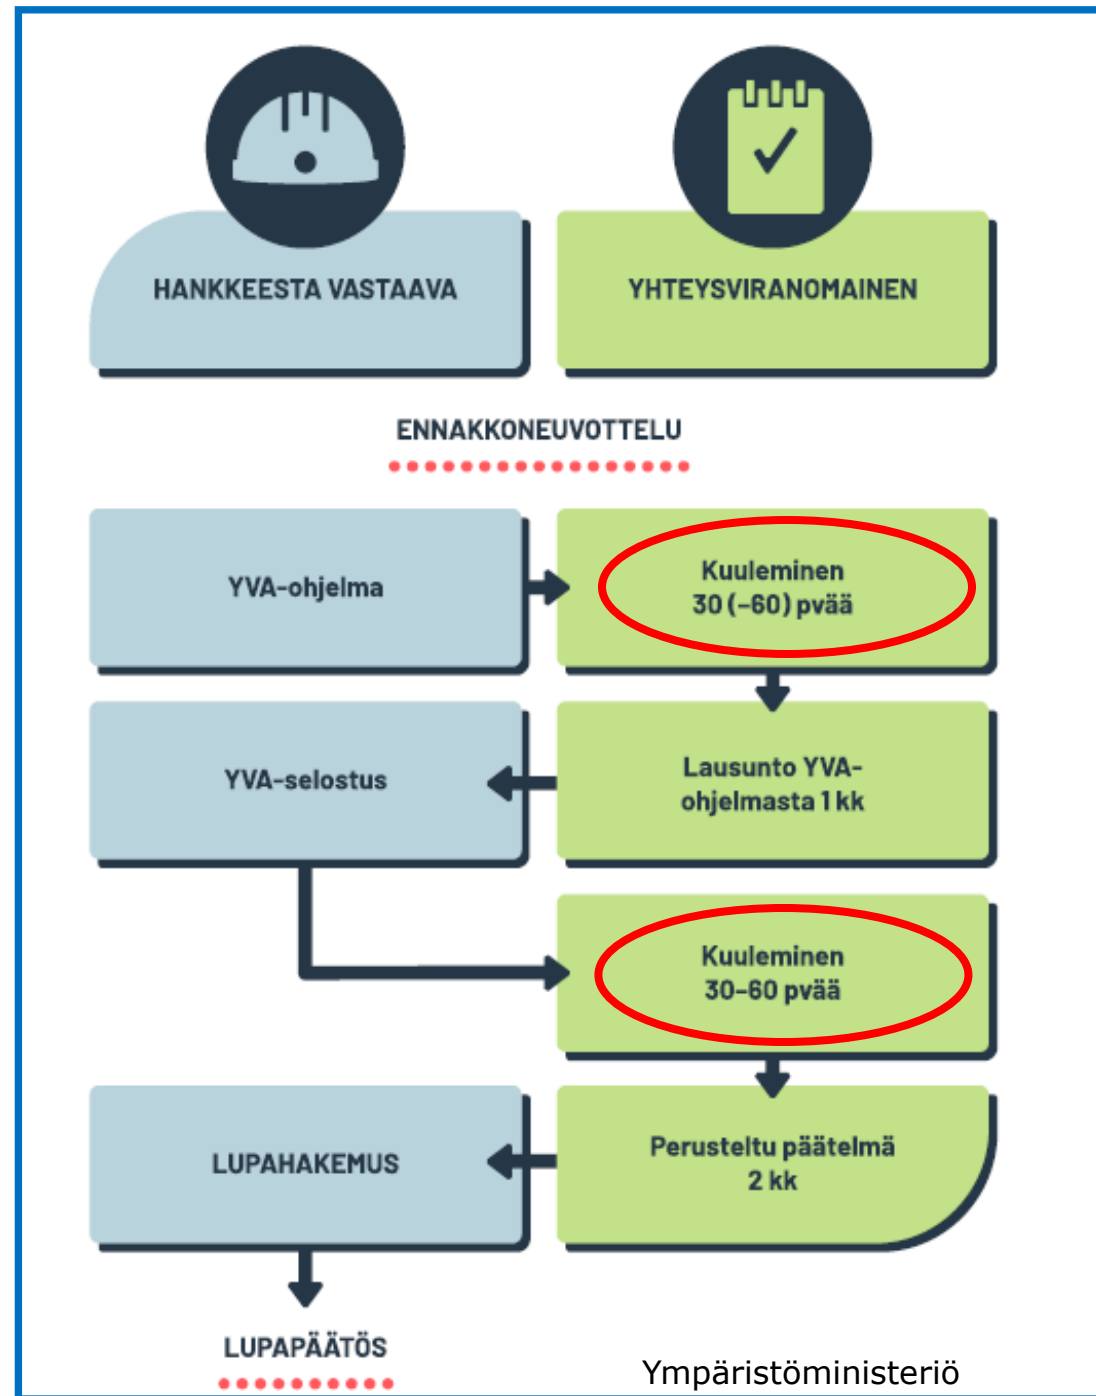 HANKKEESTA VASTAAVA
YHTEYSVIRANOMAINEN
ENNAKKONEUVOTTELU
YVA-ohjelma
Kuuleminen
30 (-60) pvää
YVA-selostus
Lausunto YVA-
ohjelmasta 1 kk
Kuuleminen
30-60 pvää
LUPAHAKEMUS
Perusteltu päätelmä
2 kk
LUPAPÄÄTÖS
Ympäristöministeriö